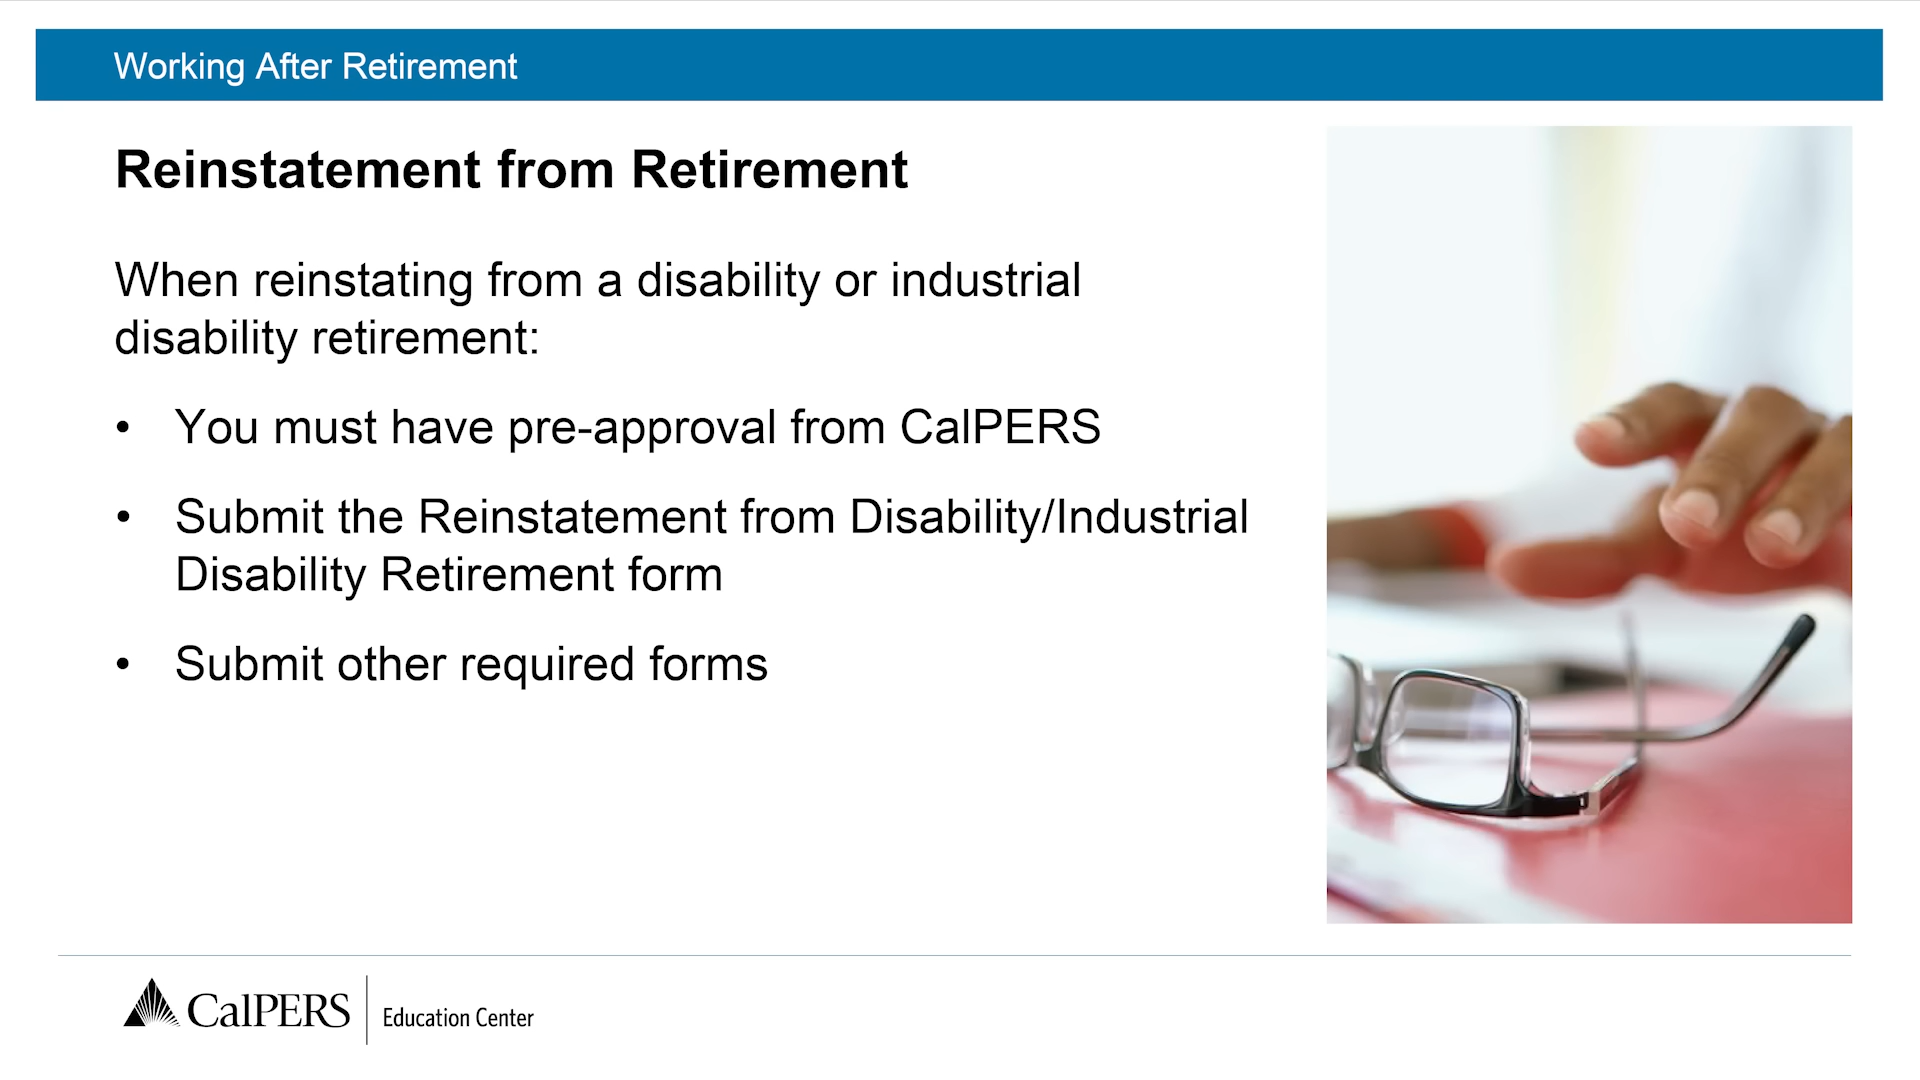 Working After Retirement
Reinstatement from Retirement
When reinstating from a disability or industrial
disability retirement:
• You must have pre-approval from CalPERS
• Submit the Reinstatement from Disability/Industrial
Disability Retirement form
• Submit other required forms
CalPERS
Education Center